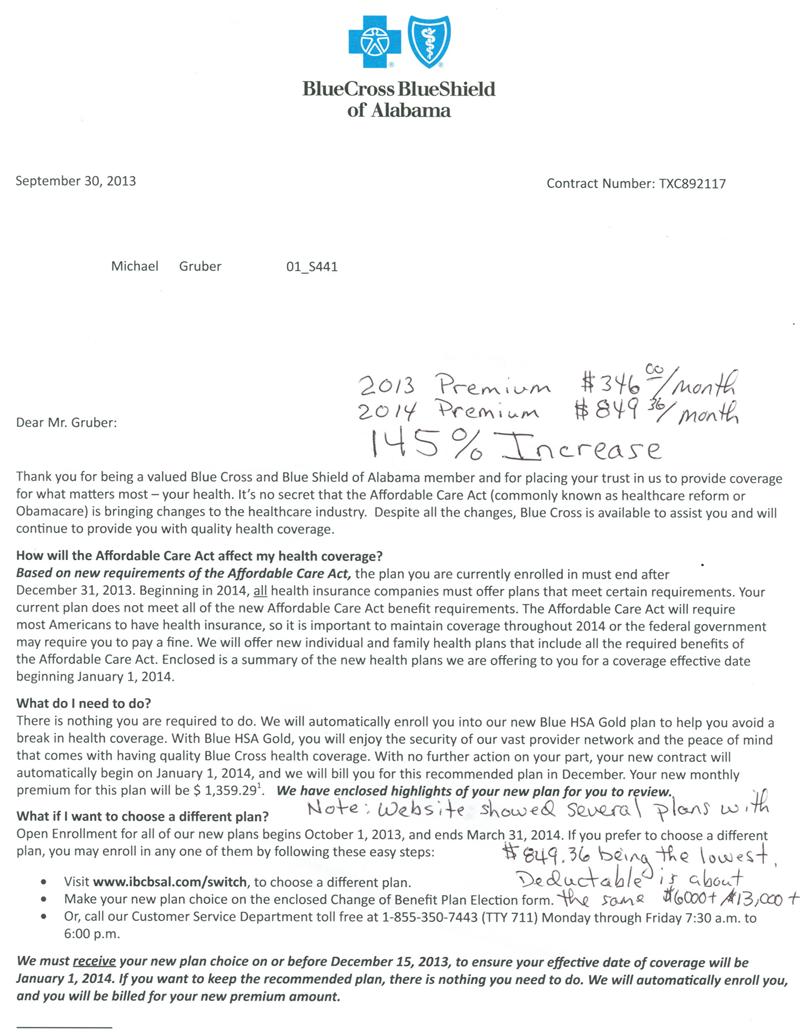 BlueCross BlueShield
of Alabama
September 30, 2013
Contract Number: TXC892117
Michael Gruber 01_S441
2013 Premium $346 00/month
2014 Premium $849 36/month
145% Increase
Dear Mr. Gruber:
Thank you for being a valued Blue Cross and Blue Shield of Alabama member and for placing your trust in us to provide coverage
for what matters most – your health. It's no secret that the Affordable Care Act (commonly known as healthcare reform or
Obamacare) is bringing changes to the healthcare industry. Despite all the changes, Blue Cross is available to assist you and will
continue to provide you with quality health coverage.
How will the Affordable Care Act affect my health coverage?
Based on new requirements of the Affordable Care Act, the plan you are currently enrolled in must end after
December 31, 2013. Beginning in 2014, all health insurance companies must offer plans that meet certain requirements. Your
current plan does not meet all of the new Affordable Care Act benefit requirements. The Affordable Care Act will require
most Americans to have health insurance, so it is important to maintain coverage throughout 2014 or the federal government
may require you to pay a fine. We will offer new individual and family health plans that include all the required benefits of
the Affordable Care Act. Enclosed is a summary of the new health plans we are offering to you for a coverage effective date
beginning January 1, 2014.
What do I need to do?
There is nothing you are required to do. We will automatically enroll you into our new Blue HSA Gold plan to help you avoid a
break in health coverage. With Blue HSA Gold, you will enjoy the security of our vast provider network and the peace of mind
that comes with having quality Blue Cross health coverage. With no further action on your part, your new contract will
automatically begin on January 1, 2014, and we will bill you for this recommended plan in December. Your new monthly
premium for this plan will be $ 1,359.29¹. We have enclosed highlights of your new plan for you to review.
Note: Website showed several plans with
What if I want to choose a different plan?
Open Enrollment for all of our new plans begins October 1, 2013, and ends March 31, 2014. If you prefer to choose a different
plan, you may enroll in any one of them by following these easy steps:
$849.36 being the lowest.
Deductable is about
the same $6000+ $13,000+
• Visit www.ibcbsal.com/switch, to choose a different plan.
• Make your new plan choice on the enclosed Change of Benefit Plan Election form.
• Or, call our Customer Service Department toll free at 1-855-350-7443 (TTY 711) Monday through Friday 7:30 a.m. to
6:00 p.m.
We must receive your new plan choice on or before December 15, 2013, to ensure your effective date of coverage will be
January 1, 2014. If you want to keep the recommended plan, there is nothing you need to do. We will automatically enroll you,
and you will be billed for your new premium amount.